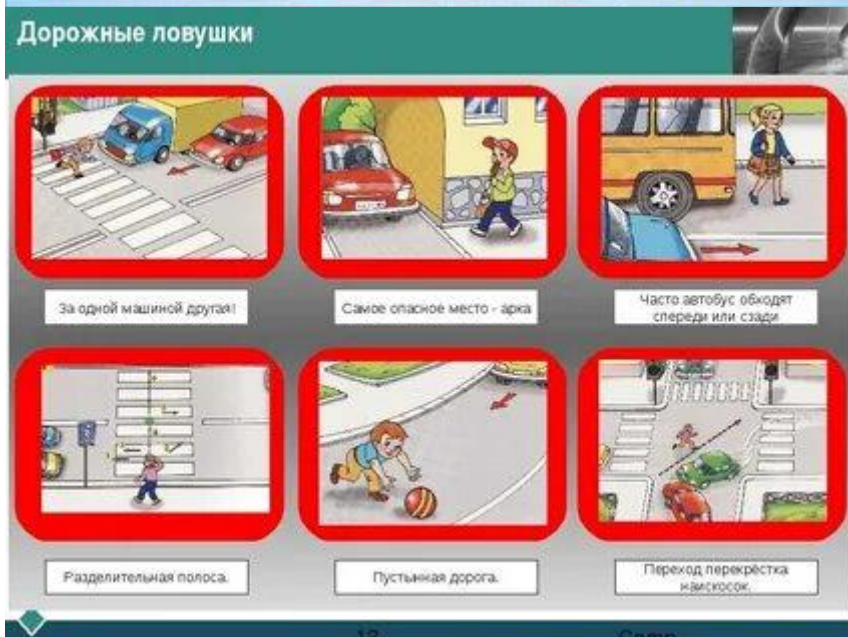 Дорожные ловушки
За одной машиной другая!
Самое опасное место - арка
Часто автобус обходят
спереди или сзади
Разделительная полоса.
Пустынная дорога.
Переход перекрёстка
наискосок.